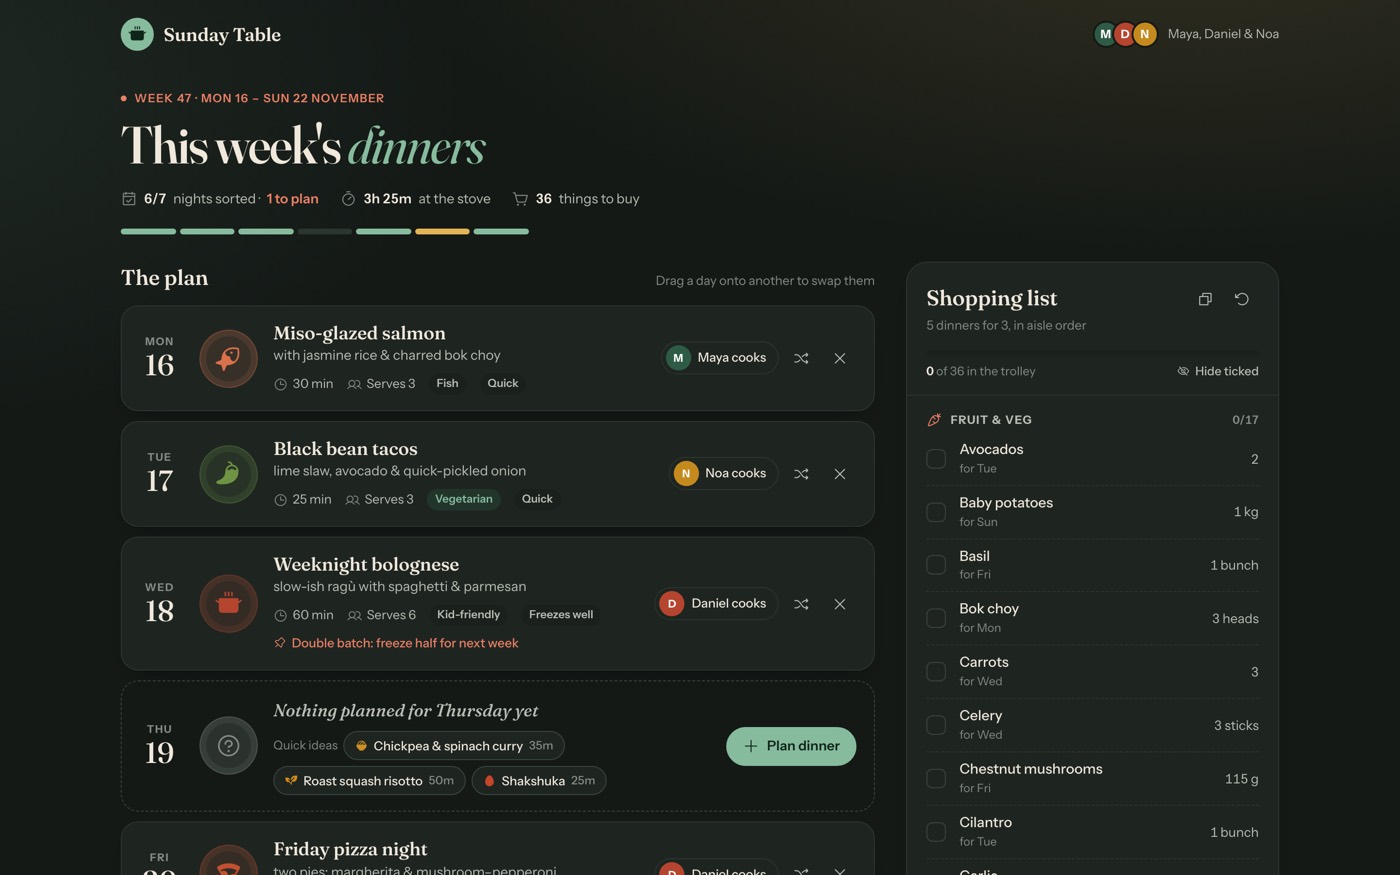 Sunday Table
M D N Maya, Daniel & Noa
WEEK 47 · MON 16 – SUN 22 NOVEMBER
This week's dinners
6/7 nights sorted · 1 to plan 3h 25m at the stove 36 things to buy
The plan
Drag a day onto another to swap them
MON
16
Miso-glazed salmon
with jasmine rice & charred bok choy
30 min Serves 3 Fish Quick
M Maya cooks
TUE
17
Black bean tacos
lime slaw, avocado & quick-pickled onion
25 min Serves 3 Vegetarian Quick
N Noa cooks
WED
18
Weeknight bolognese
slow-ish ragù with spaghetti & parmesan
60 min Serves 6 Kid-friendly Freezes well
Double batch: freeze half for next week
D Daniel cooks
THU
19
Nothing planned for Thursday yet
Quick ideas Chickpea & spinach curry 35m
Roast squash risotto 50m Shakshuka 25m
Plan dinner
FRI
Friday pizza night
two pies: margherita & mushroom-pepperoni
Daniel cooks
Shopping list
5 dinners for 3, in aisle order
0 of 36 in the trolley Hide ticked
FRUIT & VEG 0/17
Avocados
for Tue
2
Baby potatoes
for Sun
1 kg
Basil
for Fri
1 bunch
Bok choy
for Mon
3 heads
Carrots
for Wed
3
Celery
for Wed
3 sticks
Chestnut mushrooms
for Fri
115 g
Cilantro
for Tue
1 bunch